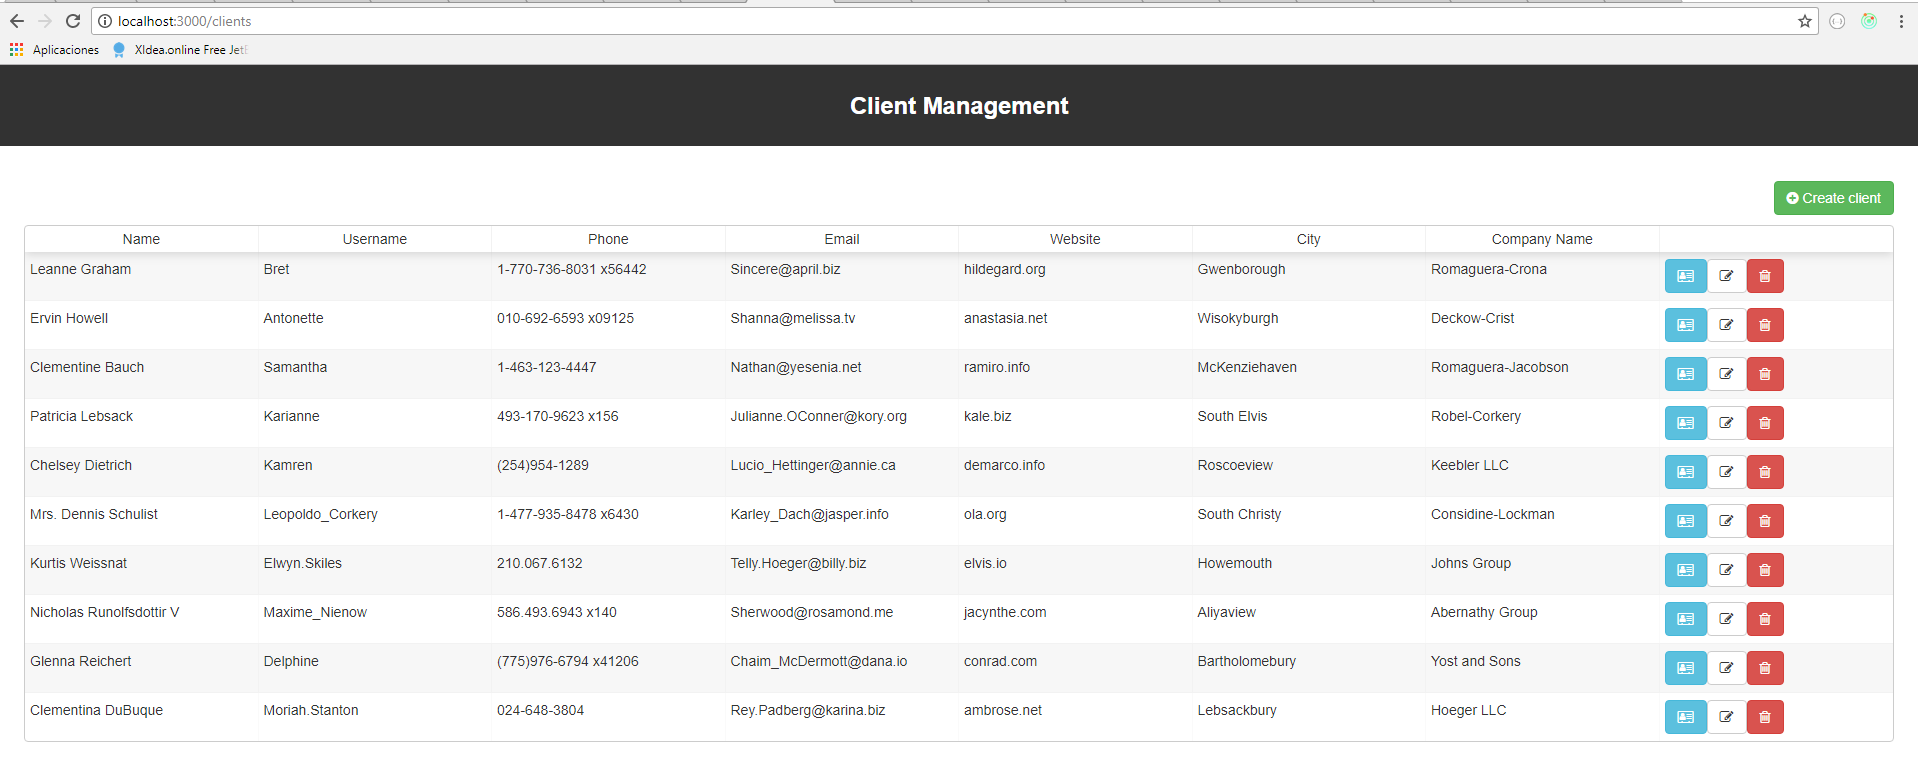 localhost:3000/clients
Aplicaciones XIdea.online Free Jet
Client Management
Create client
Name Username Phone Email Website City Company Name
Leanne Graham Bret 1-770-736-8031 x56442 Sincere@april.biz hildegard.org Gwenborough Romaguera-Crona
Ervin Howell Antonette 010-692-6593 x09125 Shanna@melissa.tv anastasia.net Wisokyburgh Deckow-Crist
Clementine Bauch Samantha 1-463-123-4447 Nathan@yesenia.net ramiro.info McKenziehaven Romaguera-Jacobson
Patricia Lebsack Karianne 493-170-9623 x156 Julianne.OConner@kory.org kale.biz South Elvis Robel-Corkery
Chelsey Dietrich Kamren (254)954-1289 Lucio_Hettinger@annie.ca demarco.info Roscoeview Keebler LLC
Mrs. Dennis Schulist Leopoldo_Corkery 1-477-935-8478 x6430 Karley_Dach@jasper.info ola.org South Christy Considine-Lockman
Kurtis Weissnat Elwyn.Skiles 210.067.6132 Telly.Hoeger@billy.biz elvis.io Howemouth Johns Group
Nicholas Runolfsdottir V Maxime_Nienow 586.493.6943 x140 Sherwood@rosamond.me jacynthe.com Aliyaview Abernathy Group
Glenna Reichert Delphine (775)976-6794 x41206 Chaim_McDermott@dana.io conrad.com Bartholomebury Yost and Sons
Clementina DuBuque Moriah.Stanton 024-648-3804 Rey.Padberg@karina.biz ambrose.net Lebsackbury Hoeger LLC